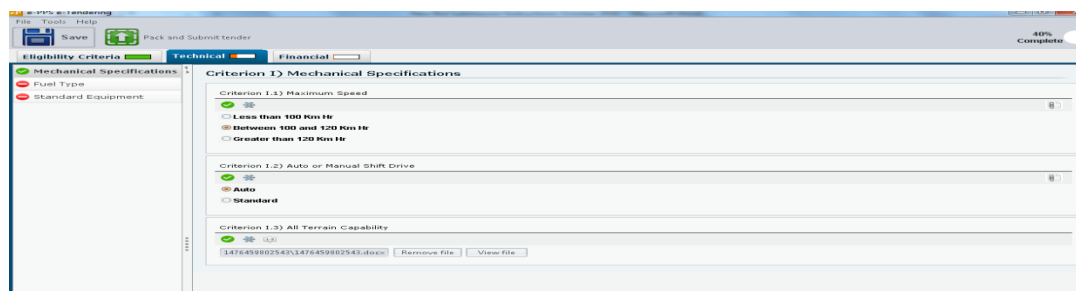 e-PPS e-Tendering
File Tools Help
Save Pack and Submit tender 40% Complete
Eligibility Criteria Technical Financial
Mechanical Specifications
Fuel Type
Standard Equipment
Criterion I) Mechanical Specifications
Criterion I.1) Maximum Speed
Less than 100 Km Hr
Between 100 and 120 Km Hr
Greater than 120 Km Hr
Criterion I.2) Auto or Manual Shift Drive
Auto
Standard
Criterion I.3) All Terrain Capability
1476459802543\1476459802543.docx Remove file View file